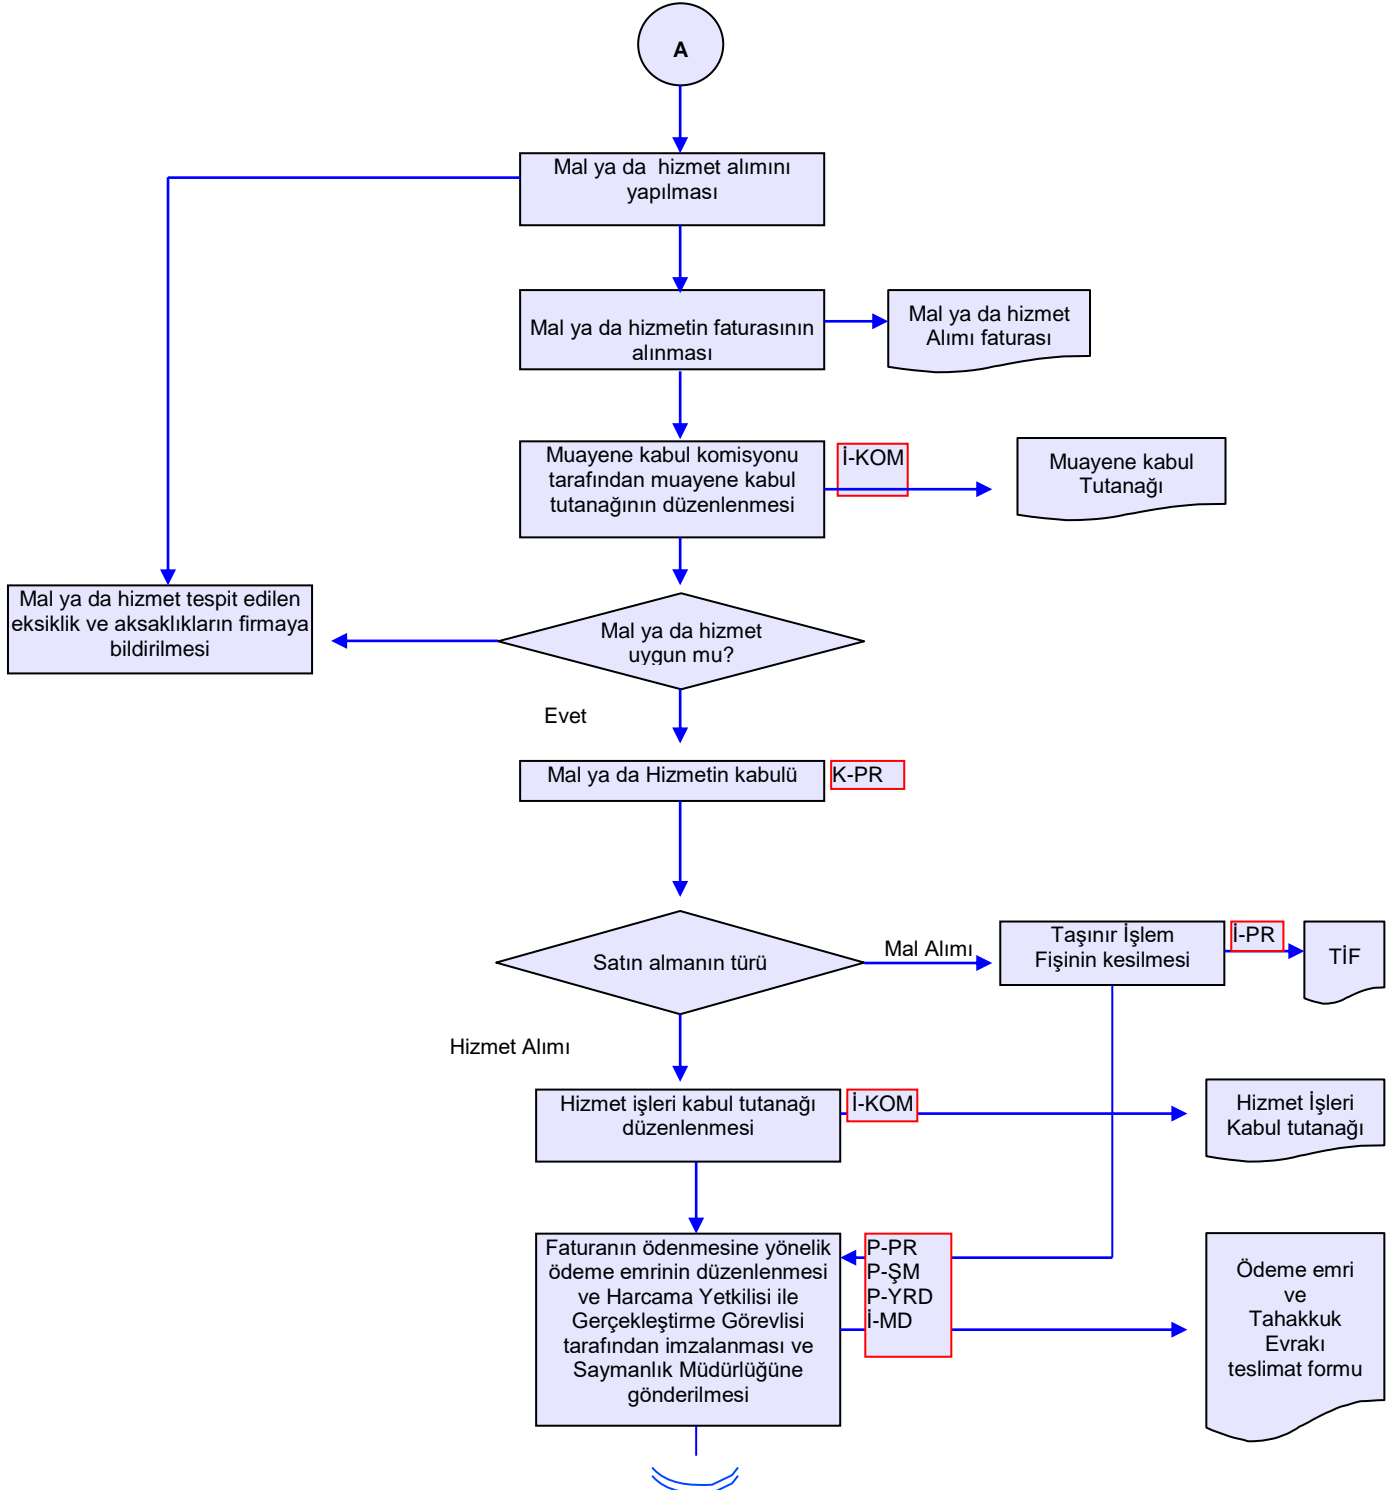 A
Mal ya da  hizmet alımını
yapılması
Mal ya da hizmetin faturasının
alınması
Mal ya da hizmet
Alımı faturası
Muayene kabul komisyonu
tarafından muayene kabul
tutanağının düzenlenmesi
İ-KOM
Muayene kabul
Tutanağı
Mal ya da hizmet tespit edilen
eksiklik ve aksaklıkların firmaya
bildirilmesi
Mal ya da hizmet
uygun mu?
Evet
Mal ya da Hizmetin kabulü
K-PR
Satın almanın türü
Mal Alımı
Taşınır İşlem
Fişinin kesilmesi
İ-PR
TİF
Hizmet Alımı
Hizmet işleri kabul tutanağı
düzenlenmesi
İ-KOM
Hizmet İşleri
Kabul tutanağı
Faturanın ödenmesine yönelik
ödeme emrinin düzenlenmesi
ve Harcama Yetkilisi ile
Gerçekleştirme Görevlisi
tarafından imzalanması ve
Saymanlık Müdürlüğüne
gönderilmesi
P-PR
P-ŞM
P-YRD
İ-MD
Ödeme emri
ve
Tahakkuk
Evrakı
teslimat formu